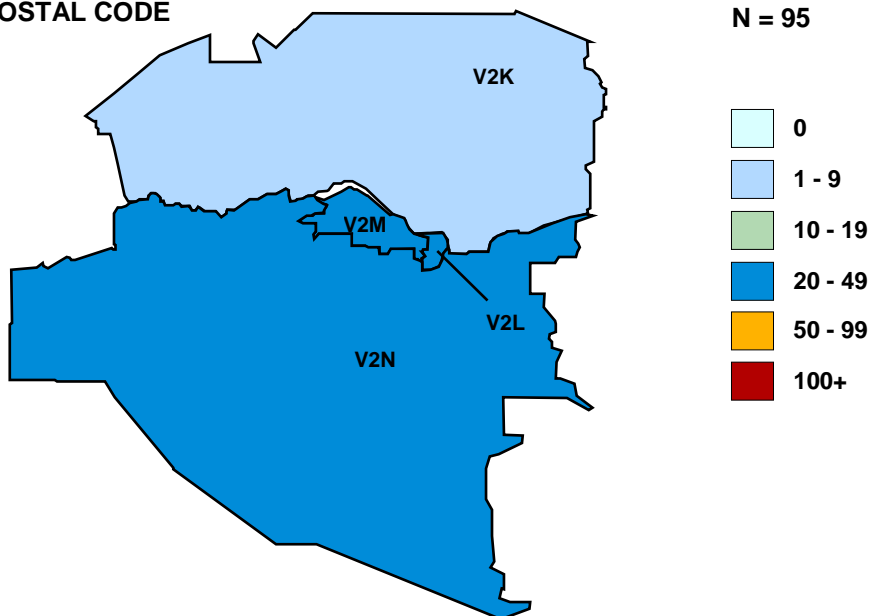 OSTAL CODE
N = 95
V2K
0
1 - 9
V2M
10 - 19
20 - 49
V2L
50 - 99
V2N
100+